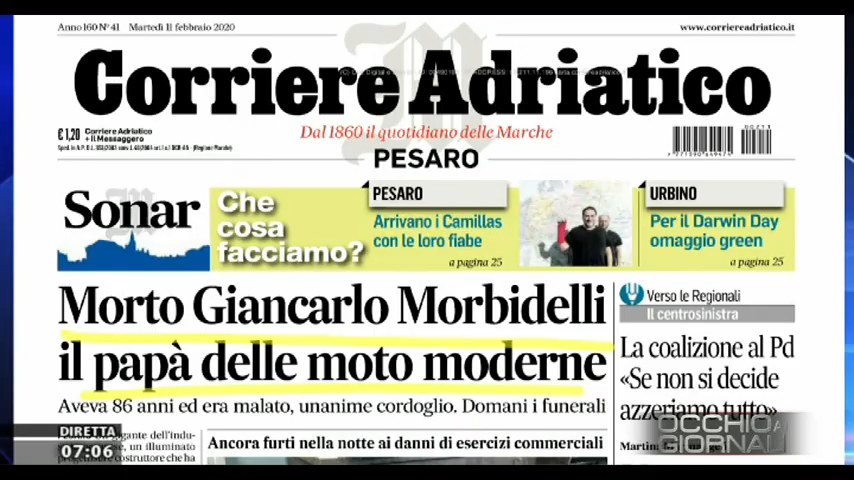 Anno 160 N° 41 Martedì 11 febbraio 2020
www.corriereadriatico.it
Corriere Adriatico
€ 1,20
Corriere Adriatico
+ Il Messaggero
Dal 1860 il quotidiano delle Marche
PESARO
Sonar
Che
cosa
facciamo?
PESARO
Arrivano i Camillas
con le loro fiabe
a pagina 25
URBINO
Per il Darwin Day
omaggio green
a pagina 25
Morto Giancarlo Morbidelli
il papà delle moto moderne
Aveva 86 anni ed era malato, unanime cordoglio. Domani i funerali
Verso le Regionali
Il centrosinistra
La coalizione al Pd
«Se non si decide
azzeriamo tutto»
Ancora furti nella notte ai danni di esercizi commerciali
DIRETTA
07:06
OCCHIO AI
GIORNALI